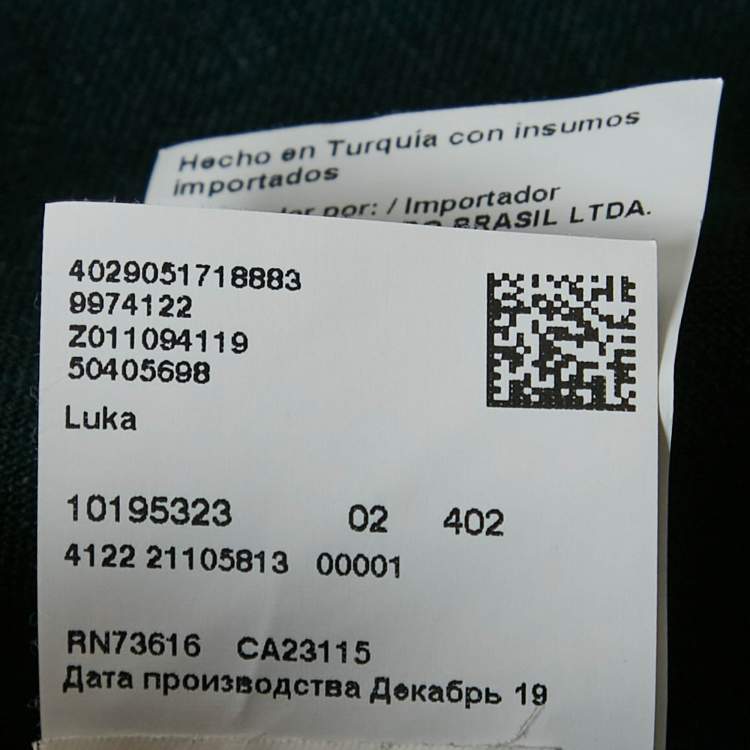 Hecho en Turquía con insumos
importados
por: / Importador
BRASIL LTDA.
4029051718883
9974122
Z011094119
50405698
Luka
10195323 02 402
4122 21105813 00001
RN73616 CA23115
Дата производства Декабрь 19